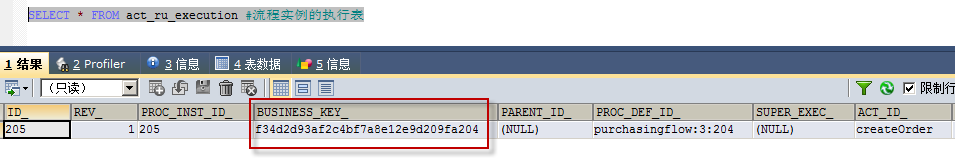 SELECT * FROM act_ru_execution #流程实例的执行表
1 结果 2 Profiler 3 信息 4 表数据 5 信息
(只读) 限制行
ID_ REV_ PROC_INST_ID_ BUSINESS_KEY_ PARENT_ID_ PROC_DEF_ID_ SUPER_EXEC_ ACT_ID_
205 1 205 f34d2d93af2c4bf7a8e12e9d209fa204 (NULL) purchasingflow:3:204 (NULL) createOrder